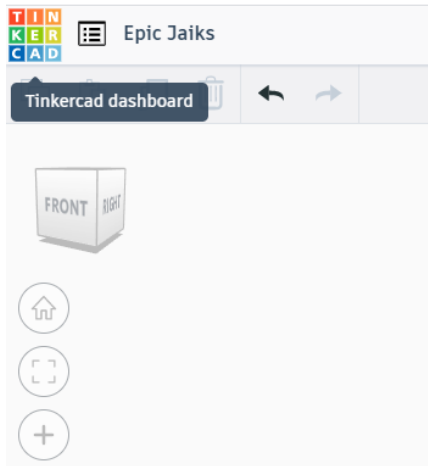 TIN
KER
CAD
Epic Jaiks
Tinkercad dashboard
FRONT
RIGHT